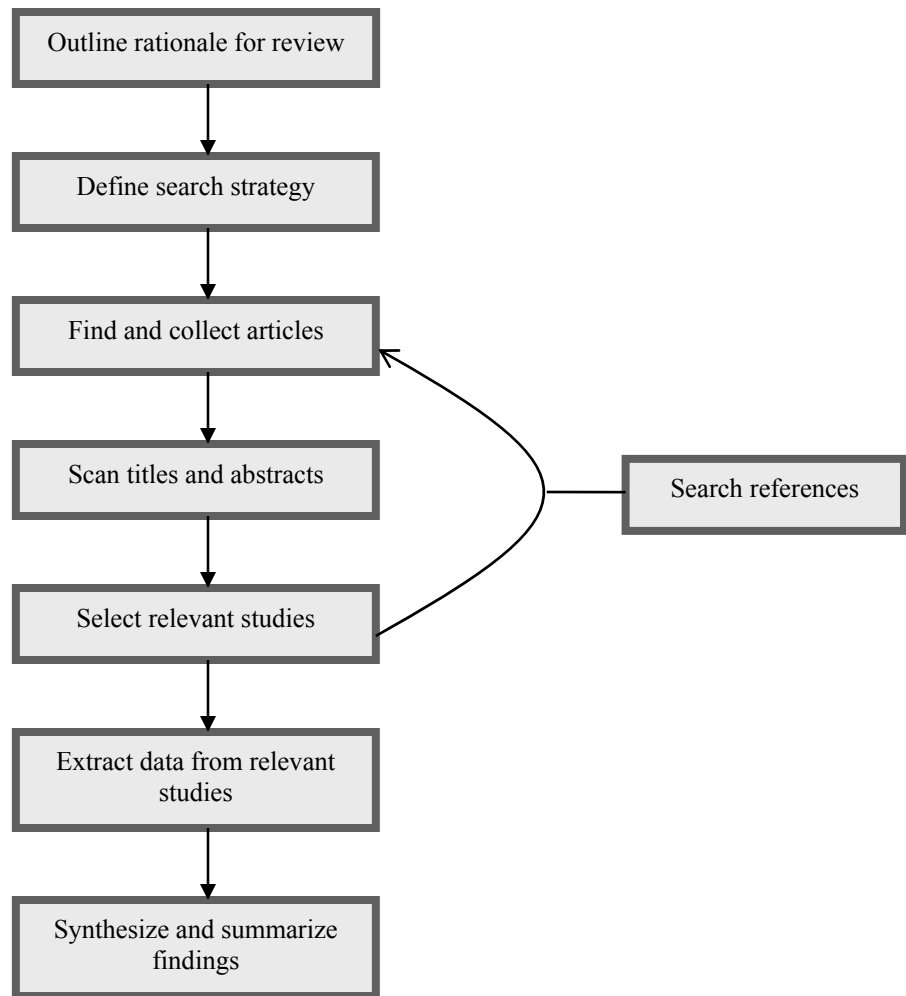 Outline rationale for review
Define search strategy
Find and collect articles
Scan titles and abstracts
Search references
Select relevant studies
Extract data from relevant
studies
Synthesize and summarize
findings